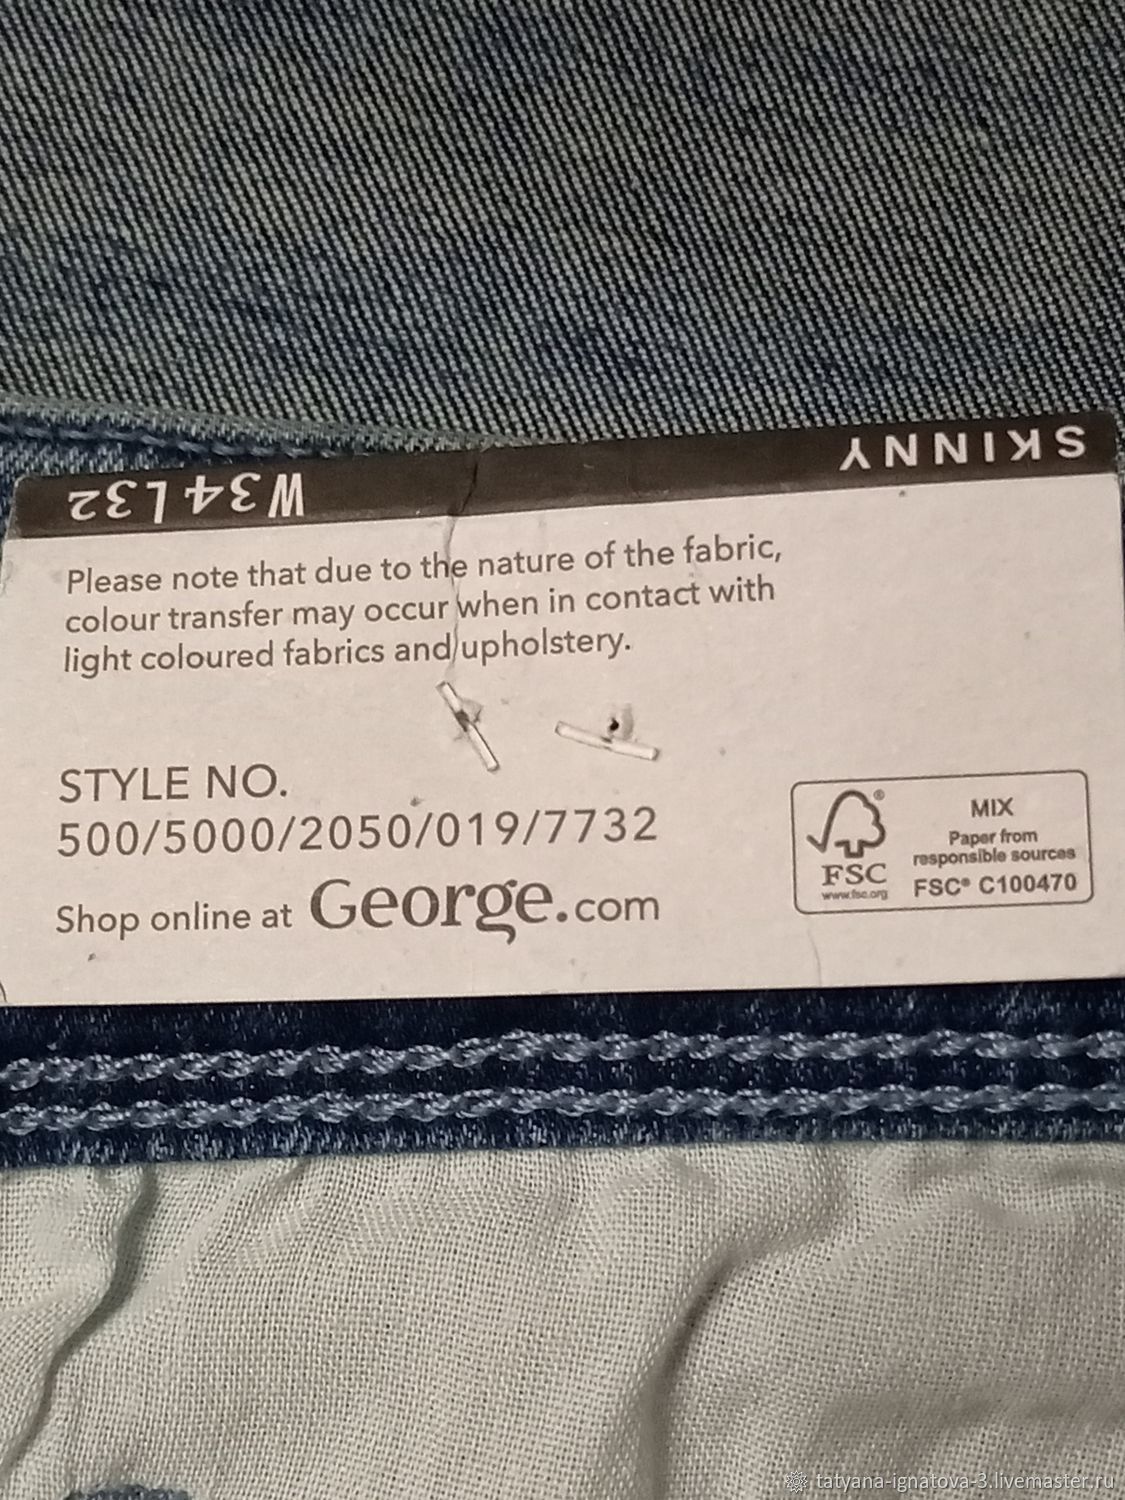 SKINNY
W34 L32
Please note that due to the nature of the fabric,
colour transfer may occur when in contact with
light coloured fabrics and upholstery.
STYLE NO.
500/5000/2050/019/7732
Shop online at George.com
®
FSC
www.fsc.org
MIX
Paper from
responsible sources
FSC® C100470
tatyana-ignatova-3.livemaster.ru